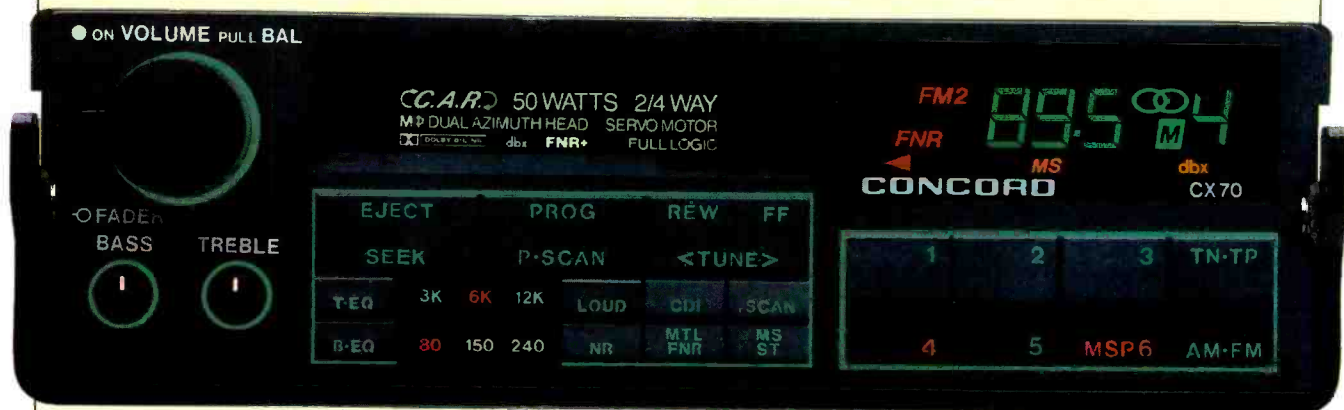 ON VOLUME PULL BAL
C.A.R. 50 WATTS 2/4 WAY
DUAL AZIMUTH HEAD SERVO MOTOR
DOLBY B-C NR dbx FNR+ FULL LOGIC
FM2 89.5 4
FNR M
MS dbx
CONCORD CX70
FADER
BASS TREBLE
EJECT PROG REW FF
SEEK P·SCAN <TUNE>
T·EQ 3K 6K 12K LOUD CDI SCAN
B·EQ 80 150 240 NR MTL FNR MS ST
1 2 3 TN·TP
4 5 MSP6 AM·FM